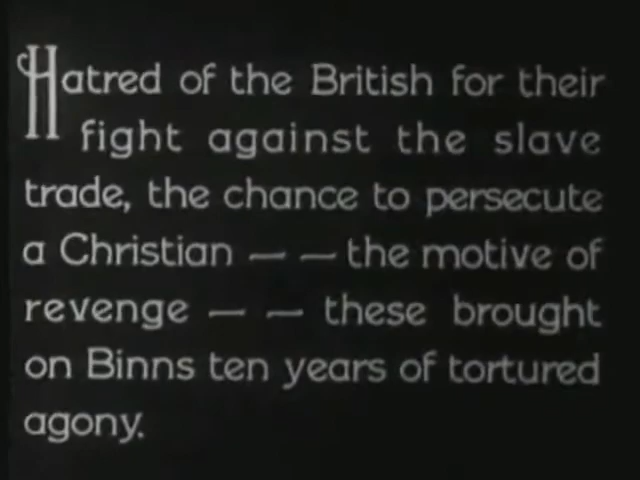 Hatred of the British for their
fight against the slave
trade, the chance to persecute
a Christian — — the motive of
revenge — — these brought
on Binns ten years of tortured
agony.